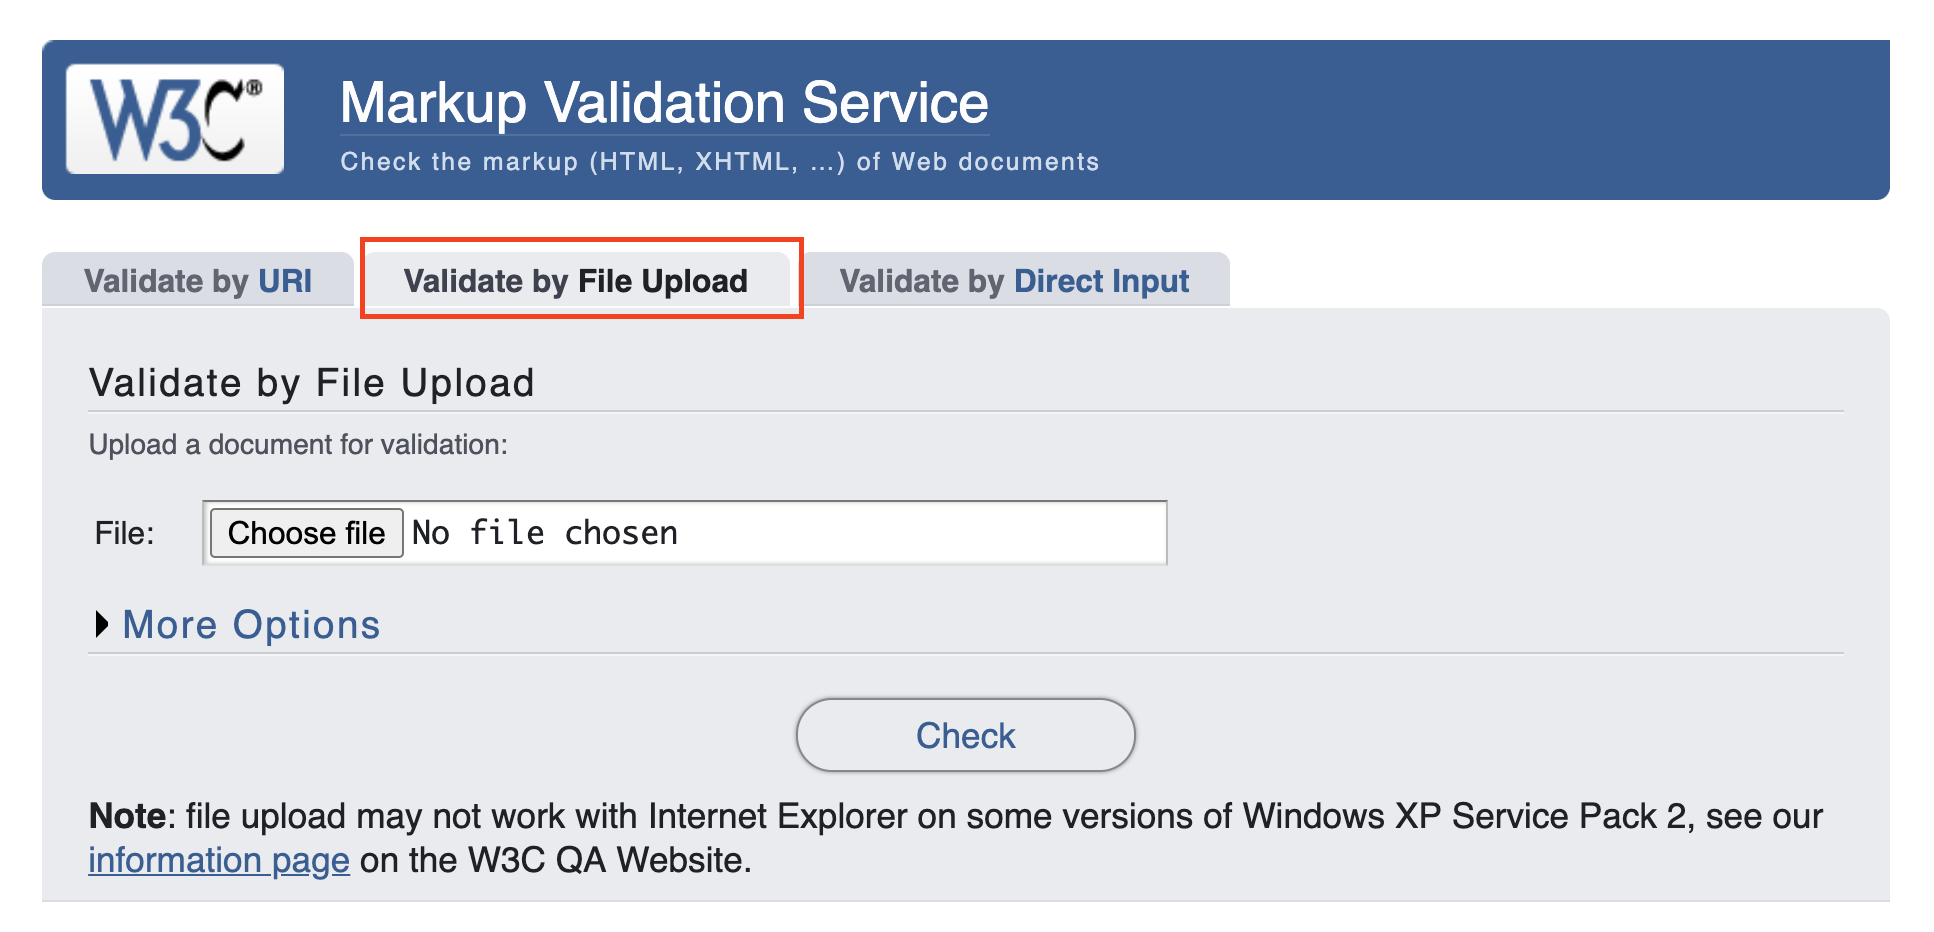 W3C®
Markup Validation Service
Check the markup (HTML, XHTML, ...) of Web documents
Validate by URI
Validate by File Upload
Validate by Direct Input
Validate by File Upload
Upload a document for validation:
File: Choose file No file chosen
More Options
Check
Note: file upload may not work with Internet Explorer on some versions of Windows XP Service Pack 2, see our
information page on the W3C QA Website.